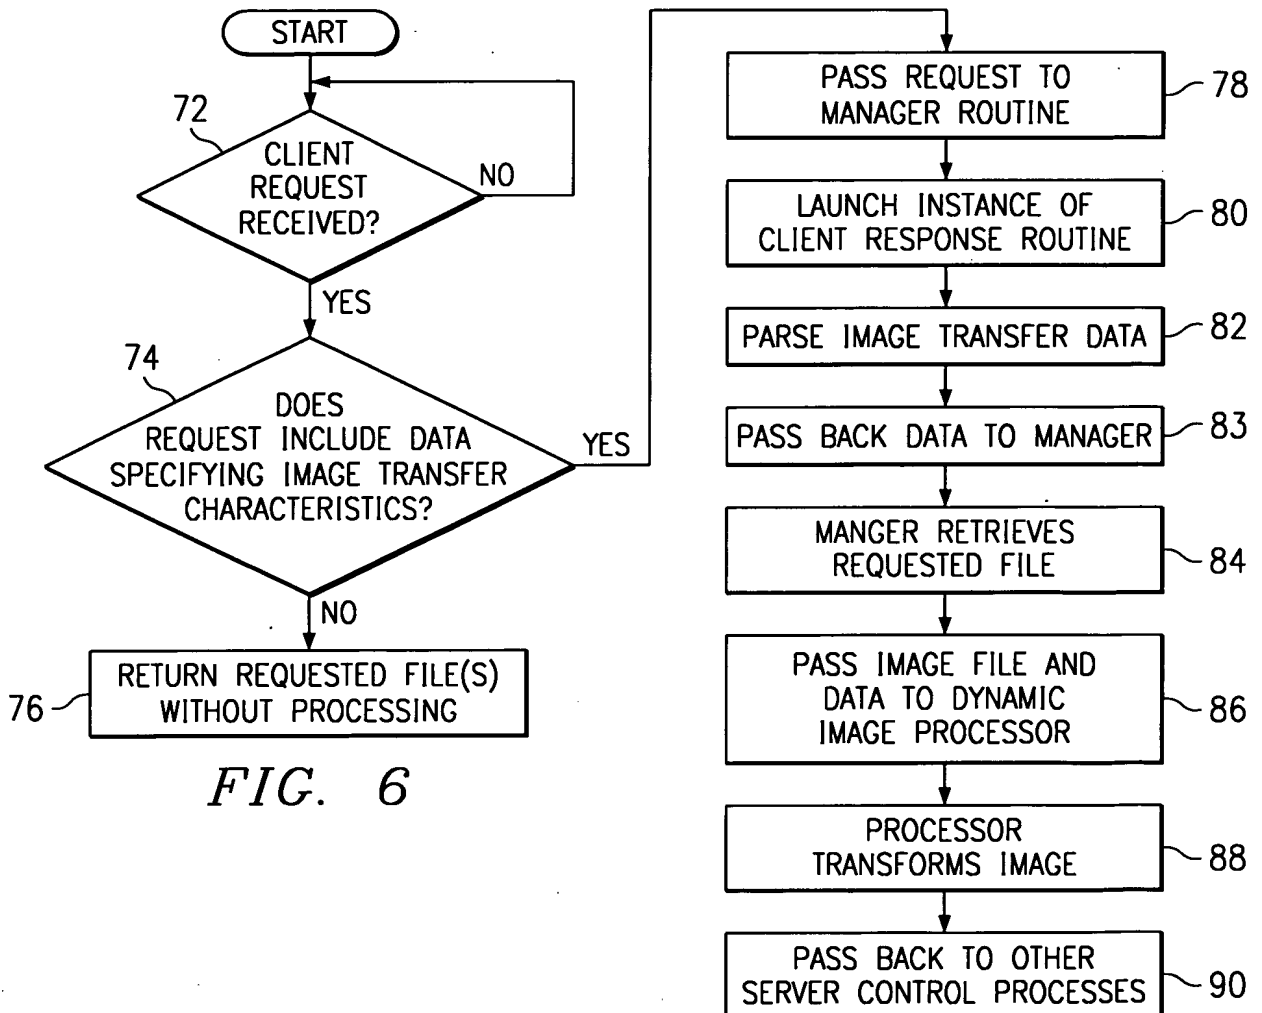 START
72
CLIENT
REQUEST
RECEIVED?
NO
YES
74
DOES
REQUEST INCLUDE DATA
SPECIFYING IMAGE TRANSFER
CHARACTERISTICS?
YES
NO
76
RETURN REQUESTED FILE(S)
WITHOUT PROCESSING
FIG. 6
PASS REQUEST TO
MANAGER ROUTINE
78
LAUNCH INSTANCE OF
CLIENT RESPONSE ROUTINE
80
PARSE IMAGE TRANSFER DATA
82
PASS BACK DATA TO MANAGER
83
MANGER RETRIEVES
REQUESTED FILE
84
PASS IMAGE FILE AND
DATA TO DYNAMIC
IMAGE PROCESSOR
86
PROCESSOR
TRANSFORMS IMAGE
88
PASS BACK TO OTHER
SERVER CONTROL PROCESSES
90